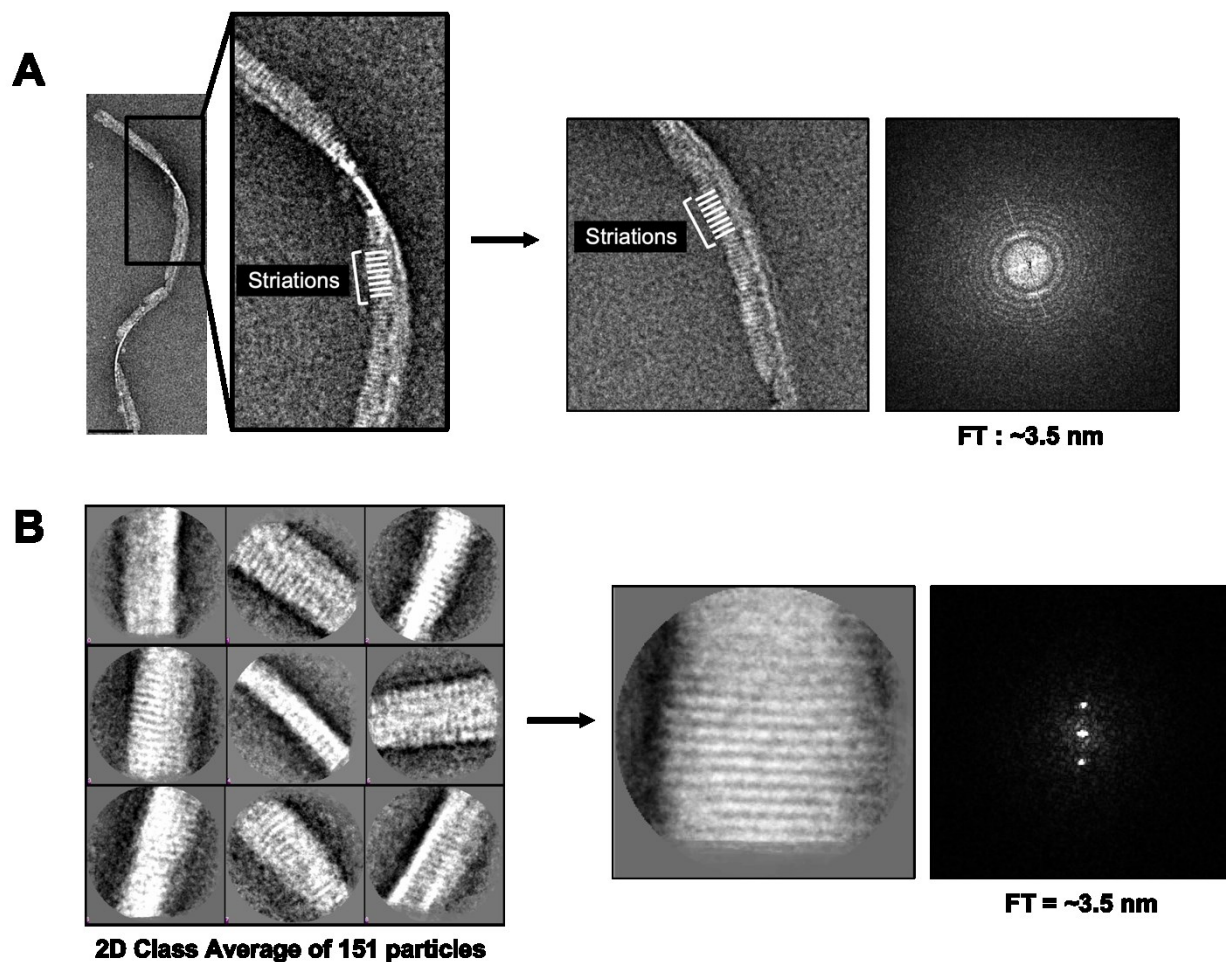 A
Striations
Striations
FT : ~3.5 nm
B
2D Class Average of 151 particles
FT = ~3.5 nm